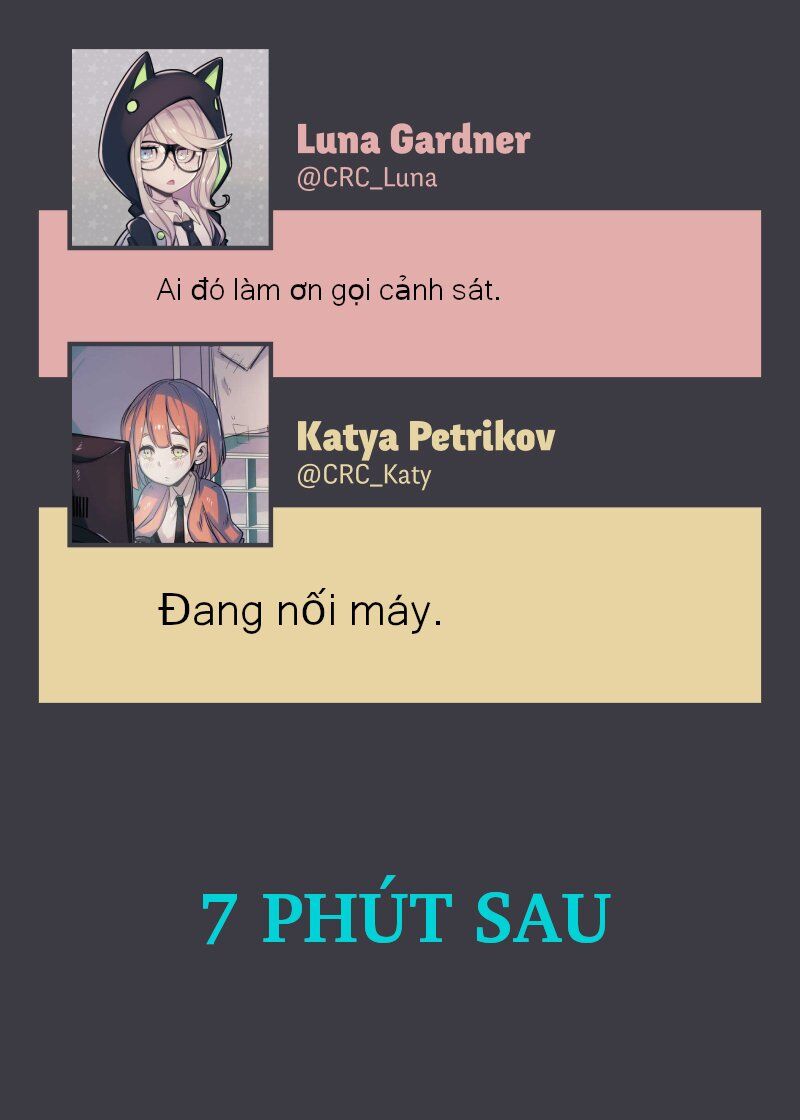 Luna Gardner
@CRC_Luna
Ai đó làm ơn gọi cảnh sát.
Katya Petrikov
@CRC_Katy
Đang nối máy.
7 PHÚT SAU